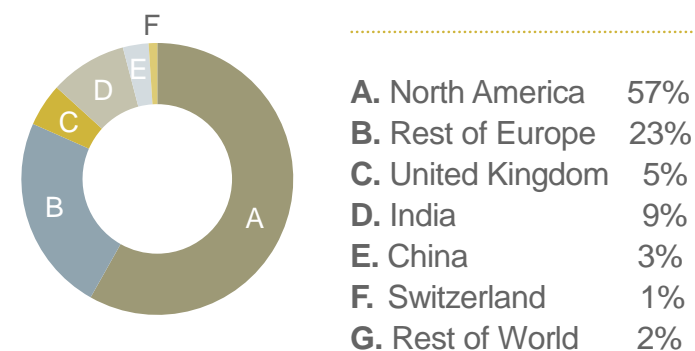 F
E
D
C
B
A
A. North America 57%
B. Rest of Europe 23%
C. United Kingdom 5%
D. India 9%
E. China 3%
F. Switzerland 1%
G. Rest of World 2%